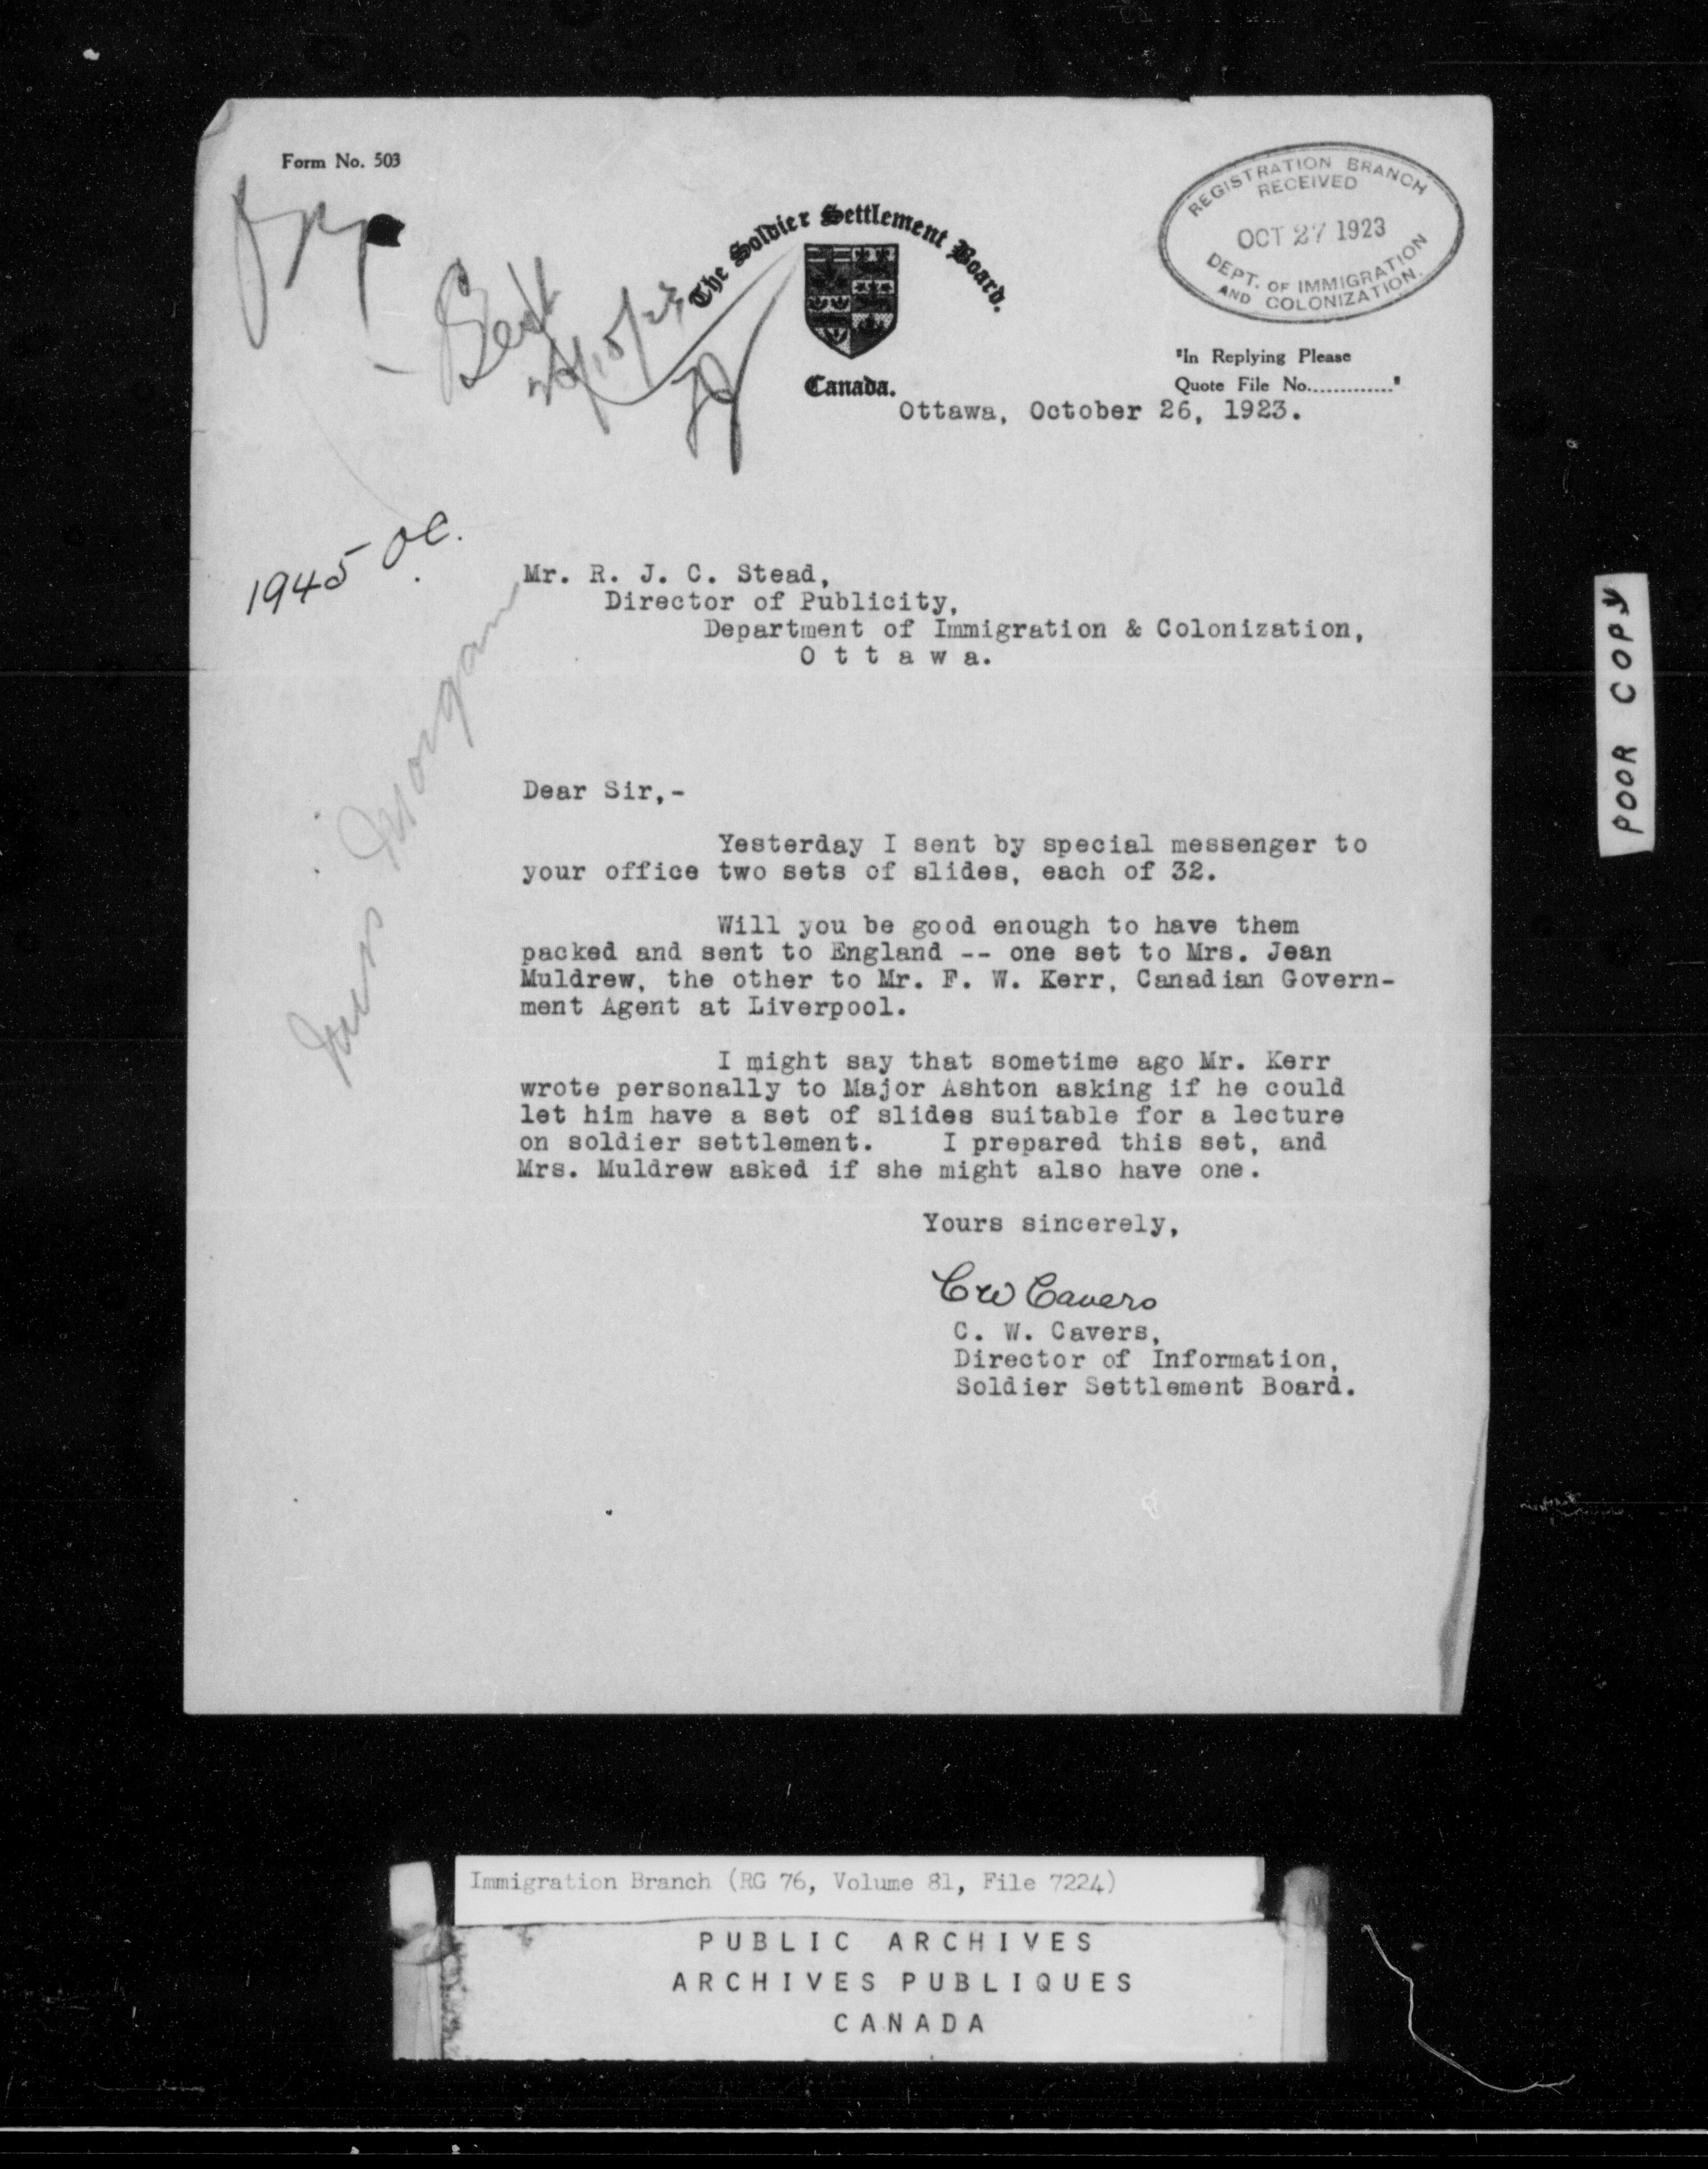 Form No. 503
The Soldier Settlement Board.
Canada.
REGISTRATION BRANCH
RECEIVED
OCT 27 1923
DEPT. OF IMMIGRATION
AND COLONIZATION.
"In Replying Please
Quote File No............."
Ottawa, October 26, 1923.
1945
Miss Morgan
Mr. R. J. C. Stead,
Director of Publicity,
Department of Immigration & Colonization,
O t t a w a.
Dear Sir,-
Yesterday I sent by special messenger to
your office two sets of slides, each of 32.
Will you be good enough to have them
packed and sent to England -- one set to Mrs. Jean
Muldrew, the other to Mr. F. W. Kerr, Canadian Govern-
ment Agent at Liverpool.
I might say that sometime ago Mr. Kerr
wrote personally to Major Ashton asking if he could
let him have a set of slides suitable for a lecture
on soldier settlement. I prepared this set, and
Mrs. Muldrew asked if she might also have one.
Yours sincerely,
CW Cavers
C. W. Cavers,
Director of Information,
Soldier Settlement Board.
POOR COPY
Immigration Branch (RG 76, Volume 81, File 7224)
PUBLIC ARCHIVES
ARCHIVES PUBLIQUES
CANADA